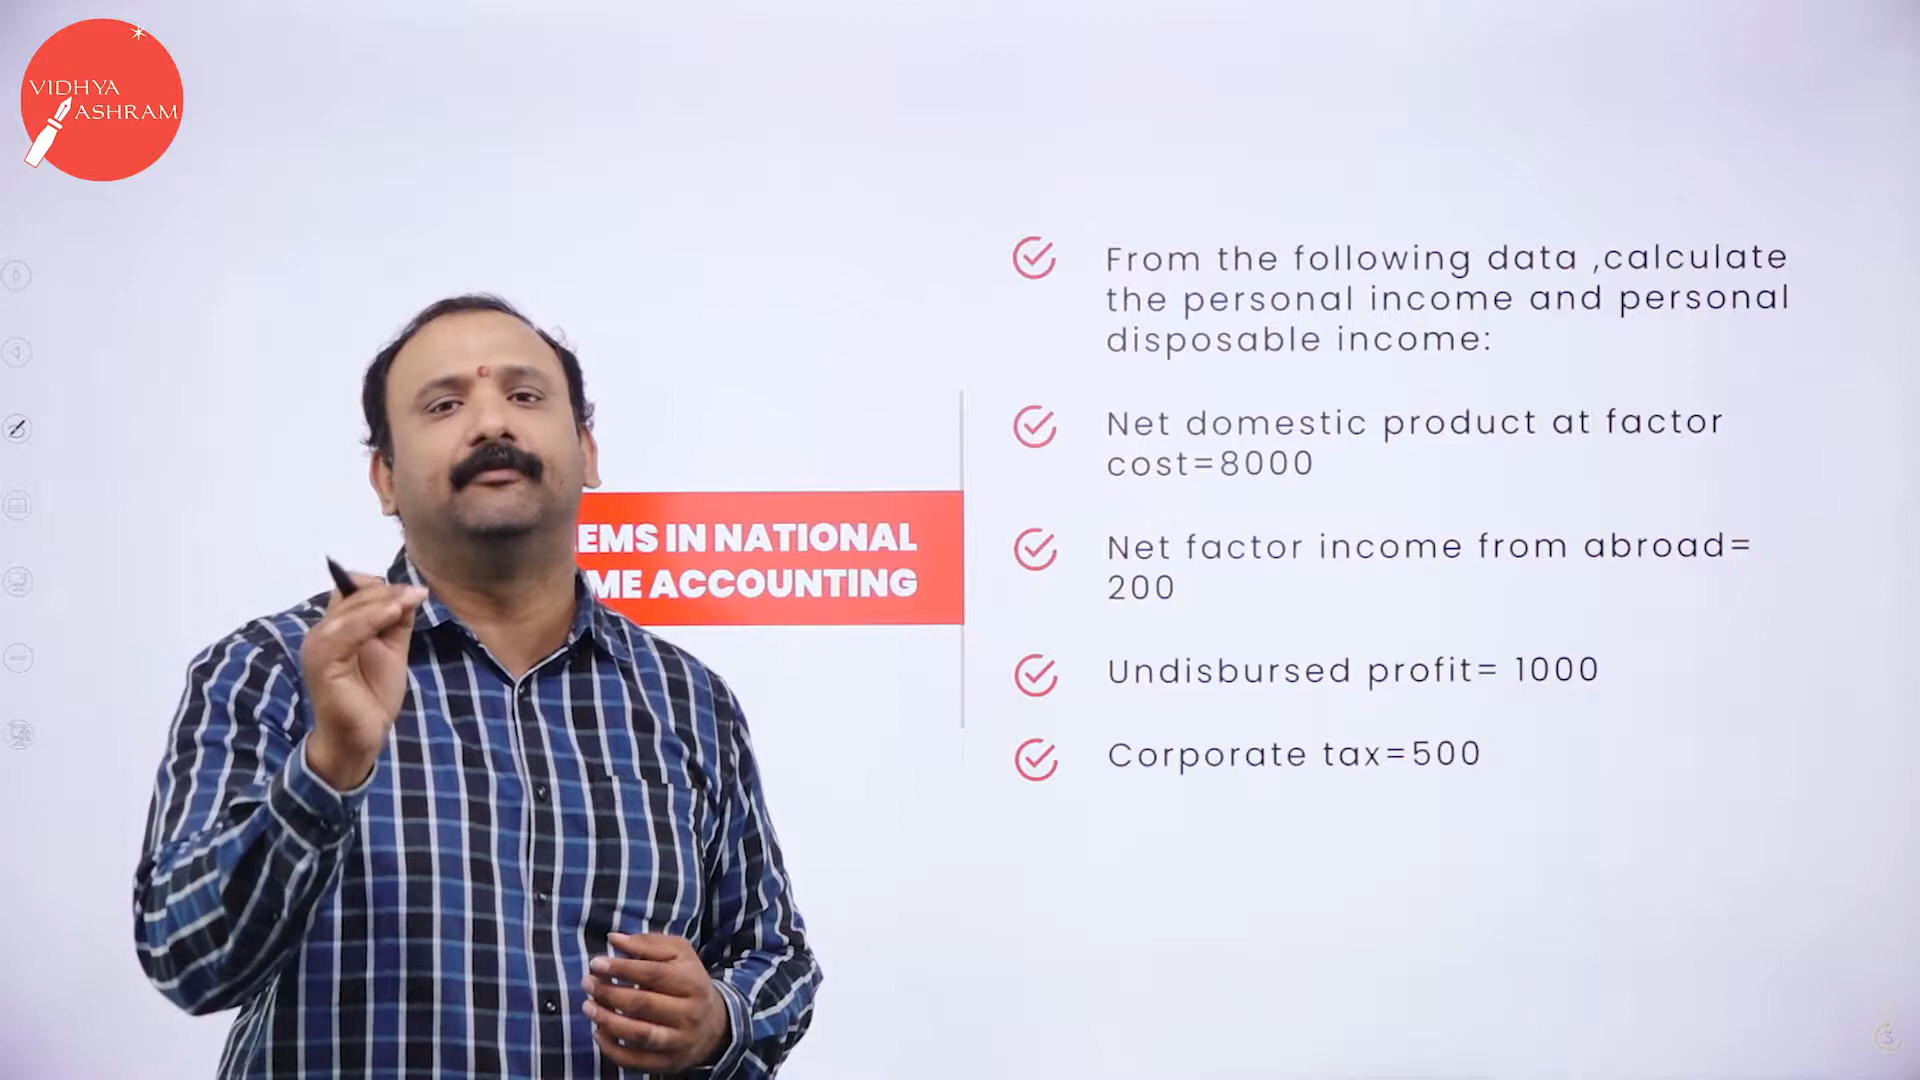 VIDHYA
ASHRAM
EMS IN NATIONAL
ME ACCOUNTING
From the following data ,calculate
the personal income and personal
disposable income:
Net domestic product at factor
cost=8000
Net factor income from abroad=
200
Undisbursed profit= 1000
Corporate tax=500
3